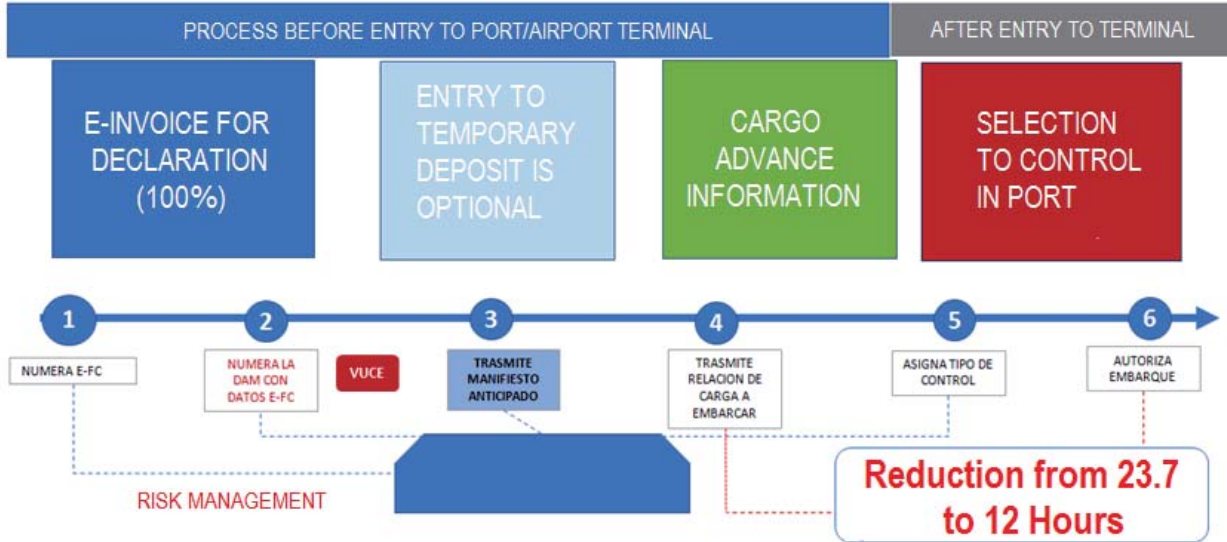 PROCESS BEFORE ENTRY TO PORT/AIRPORT TERMINAL
AFTER ENTRY TO TERMINAL
E-INVOICE FOR
DECLARATION
(100%)
ENTRY TO
TEMPORARY
DEPOSIT IS
OPTIONAL
CARGO
ADVANCE
INFORMATION
SELECTION
TO CONTROL
IN PORT
1
2
3
4
5
6
NUMERA E-FC
NUMERA LA
DAM CON
DATOS E-FC
VUCE
TRASMITE
MANIFIESTO
ANTICIPADO
TRASMITE
RELACION DE
CARGA A
EMBARCAR
ASIGNA TIPO DE
CONTROL
AUTORIZA
EMBARQUE
RISK MANAGEMENT
Reduction from 23.7
to 12 Hours